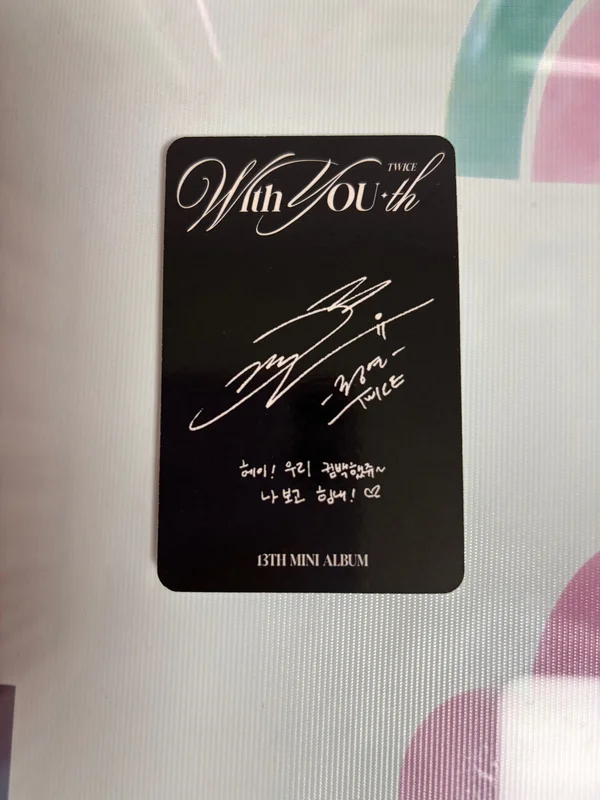 TWICE
With YOU-th
-정연-
TWICE
헤이! 우리 컴백했쥬~
나 보고 힘내! ♡
13TH MINI ALBUM